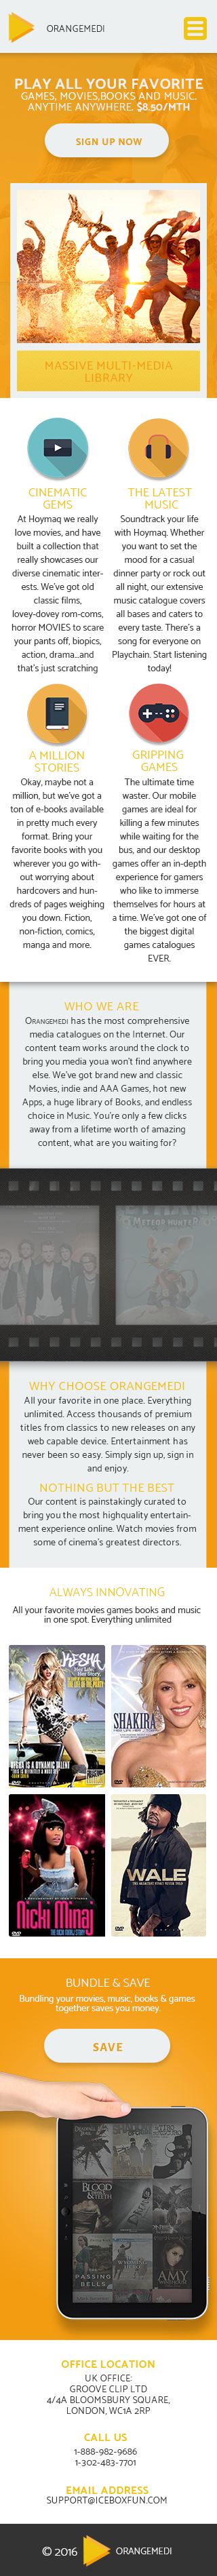 ORANGEMEDI
PLAY ALL YOUR FAVORITE
GAMES, MOVIES,BOOKS AND MUSIC.
ANYTIME ANYWHERE. $8.50/MTH
SIGN UP NOW
MASSIVE MULTI-MEDIA
LIBRARY
CINEMATIC
GEMS
At Hoymaq we really
love movies, and have
built a collection that
really showcases our
diverse cinematic inter-
ests. We've got old
classic films,
lovey-dovey rom-coms,
horror MOVIES to scare
your pants off, biopics,
action, drama...and
that's just scratching
THE LATEST
MUSIC
Soundtrack your life
with Hoymaq. Whether
you want to set the
mood for a casual
dinner party or rock out
all night, our extensive
music catalogue covers
all bases and caters to
every taste. There's a
song for everyone on
Playchain. Start listening
today!
A MILLION
STORIES
Okay, maybe not a
million, but we've got a
ton of e-books available
in pretty much every
format. Bring your
favorite books with you
wherever you go with-
out worrying about
hardcovers and hun-
dreds of pages weighing
you down. Fiction,
non-fiction, comics,
manga and more.
GRIPPING
GAMES
The ultimate time
waster. Our mobile
games are ideal for
killing a few minutes
while waiting for the
bus, and our desktop
games offer an in-depth
experience for gamers
who like to immerse
themselves for hours at
a time. We've got one of
the biggest digital
games catalogues
EVER.
WHO WE ARE
Orangemedi has the most comprehensive
media catalogues on the Internet. Our
content team works around the clock to
bring you media youa won't find anywhere
else. We've got brand new and classic
Movies, indie and AAA Games, hot new
Apps, a huge library of Books, and endless
choice in Music. You're only a few clicks
away from a lifetime worth of amazing
content, what are you waiting for?
METEOR HUNTER
WHY CHOOSE ORANGEMEDI
All your favorite in one place. Everything
unlimited. Access thousands of premium
titles from classics to new releases on any
web capable device. Entertainment has
never been so easy. Simply sign up, sign in
and enjoy.
NOTHING BUT THE BEST
Our content is painstakingly curated to
bring you the most highquality entertain-
ment experience online. Watch movies from
some of cinema's greatest directors.
ALWAYS INNOVATING
All your favorite movies games books and music
in one spot. Everything unlimited
KE$HA
Her Life.
Her Story.
KESHA IS A DYNAMIC TALENT
SHAKIRA
Nicki Minaj
THE NICKI MINAJ STORY
WALE
BUNDLE & SAVE
Bundling your movies, music, books & games
together saves you money.
SAVE
BLOOD
& TEETH
PASSING
BELLS
AMY
OFFICE LOCATION
UK OFFICE:
GROOVE CLIP LTD
4/4A BLOOMSBURY SQUARE,
LONDON, WC1A 2RP
CALL US
1-888-982-9686
1-302-483-7701
EMAIL ADDRESS
SUPPORT@ICEBOXFUN.COM
© 2016 ORANGEMEDI